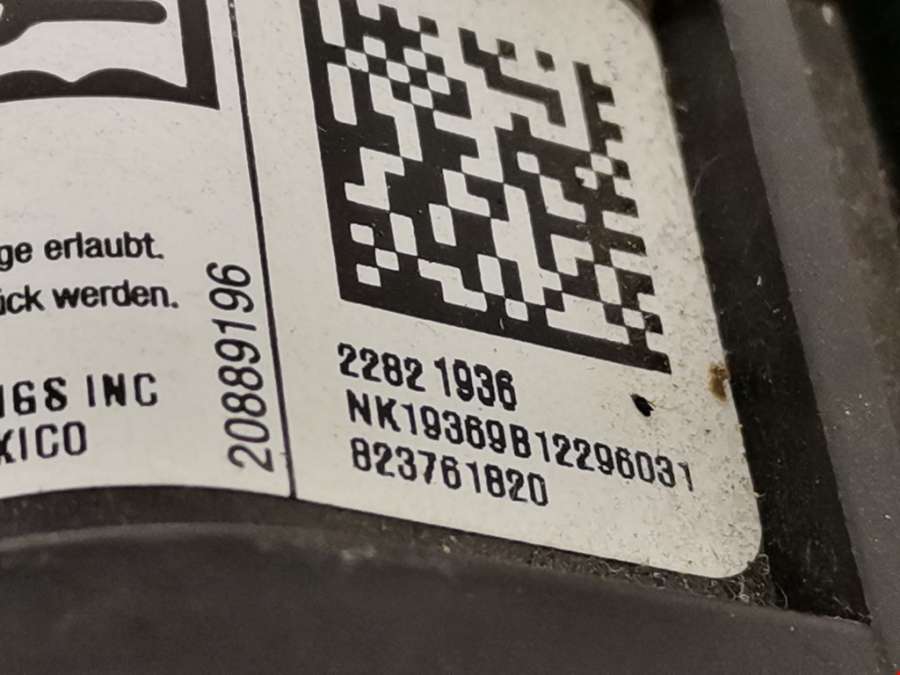 ge erlaubt.
ück werden.
IGS INC
XICO
20889196
2282 1936
NK19369B12296031
823761820